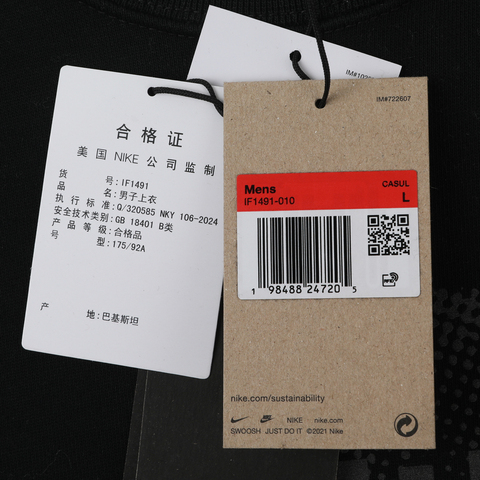 合格证
美国 NIKE 公司监制
货号: IF1491
品名: 男子上衣
执行标准: Q/320585 NKY 106-2024
安全技术类别: GB 18401 B类
产品等级: 合格品
号型: 175/92A
产地: 巴基斯坦
IM#722607
CASUL
Mens
L
IF1491-010
RFID
1 98488 24720 5
nike.com/sustainability
NIKE
SWOOSH JUST DO IT ©2021 Nike